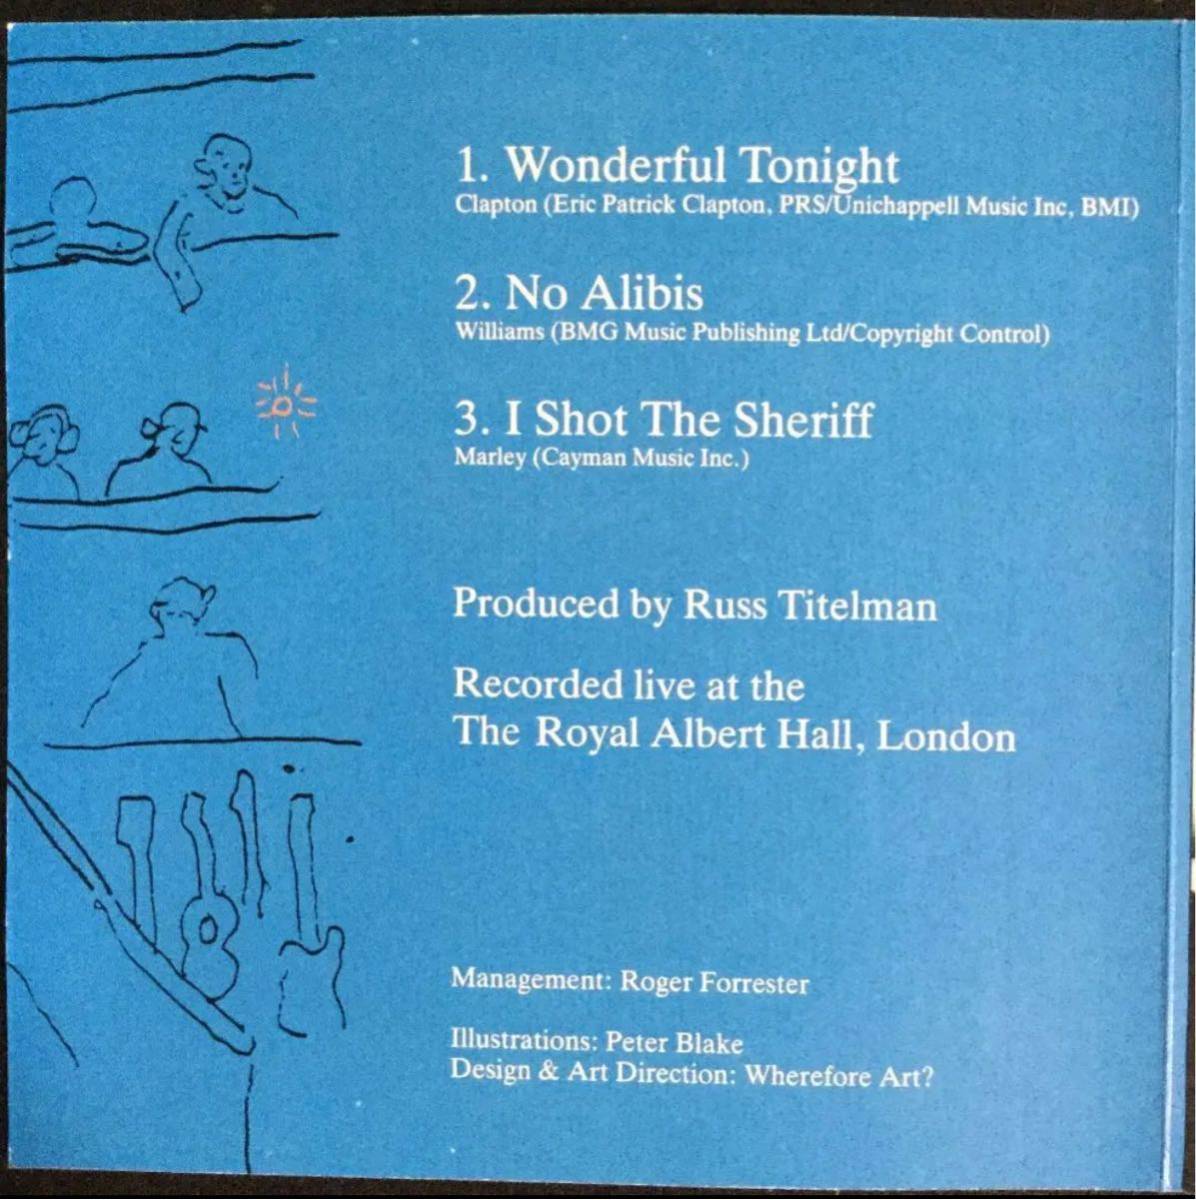 1. Wonderful Tonight
Clapton (Eric Patrick Clapton, PRS/Unichappell Music Inc, BMI)
2. No Alibis
Williams (BMG Music Publishing Ltd/Copyright Control)
3. I Shot The Sheriff
Marley (Cayman Music Inc.)
Produced by Russ Titelman
Recorded live at the
The Royal Albert Hall, London
Management: Roger Forrester
Illustrations: Peter Blake
Design & Art Direction: Wherefore Art?